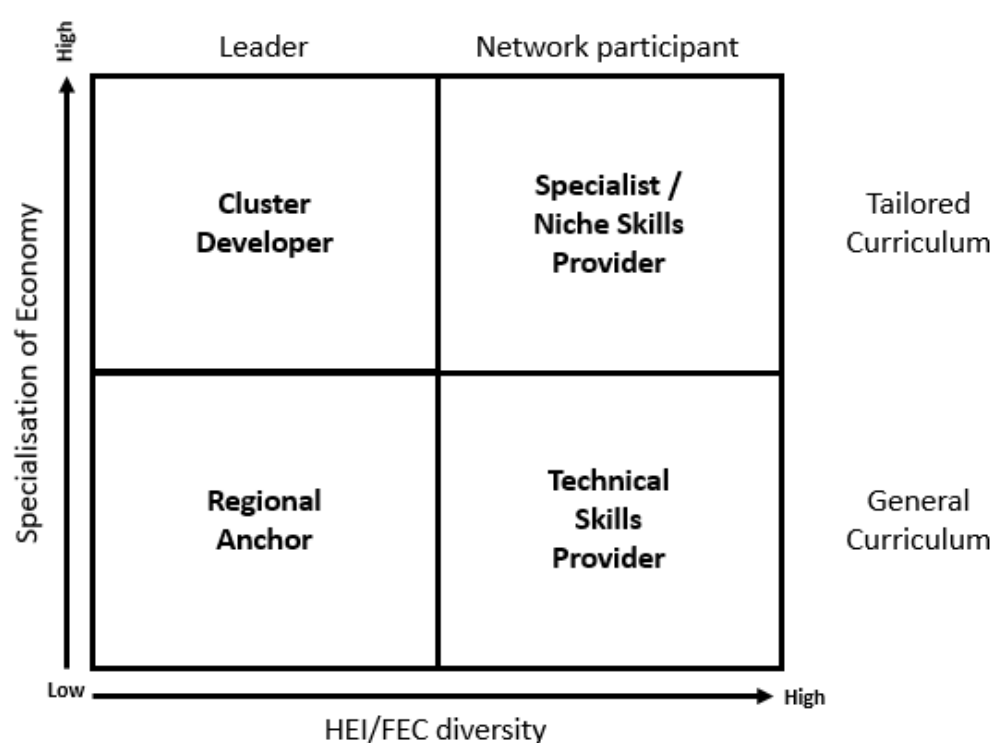 High
Leader
Network participant
Specialisation of Economy
Cluster
Developer
Specialist /
Niche Skills
Provider
Tailored
Curriculum
Regional
Anchor
Technical
Skills
Provider
General
Curriculum
Low
High
HEI/FEC diversity